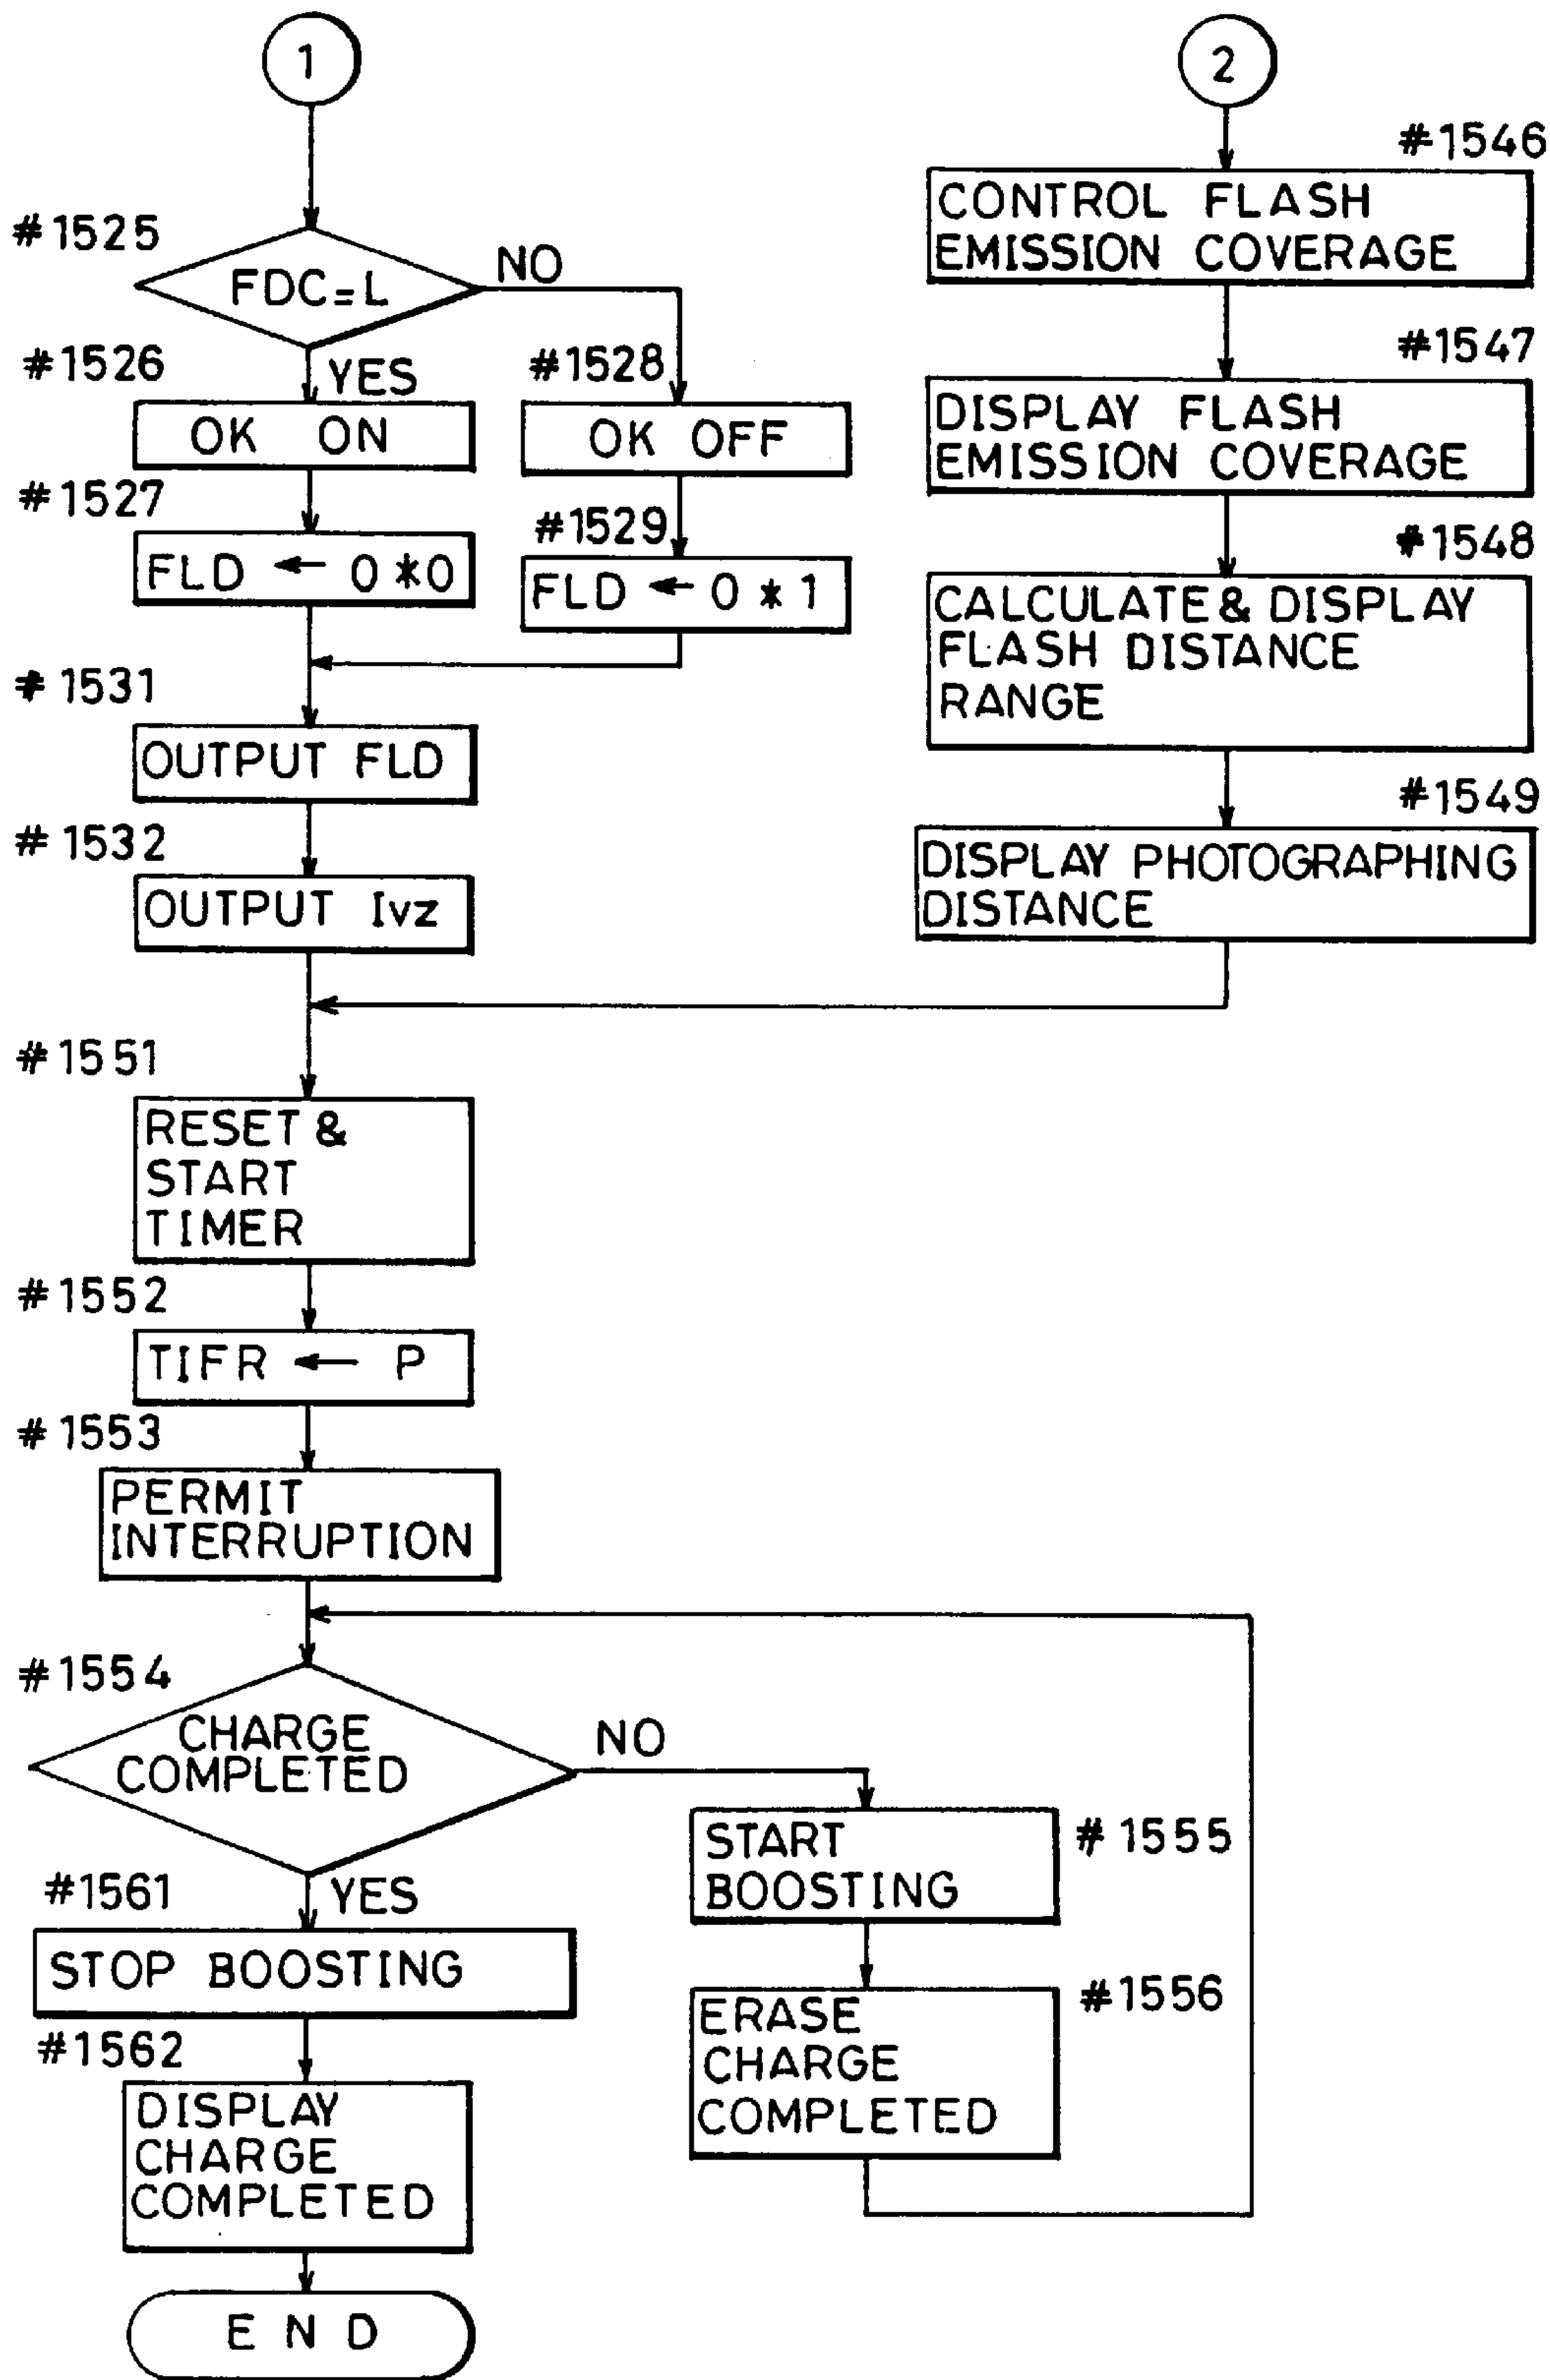 1
#1525
FDC=L
NO
#1526
YES
OK ON
#1528
OK OFF
#1527
FLD ← 0*0
#1529
FLD ← 0*1
#1531
OUTPUT FLD
#1532
OUTPUT Ivz
2
#1546
CONTROL FLASH
EMISSION COVERAGE
#1547
DISPLAY FLASH
EMISSION COVERAGE
#1548
CALCULATE & DISPLAY
FLASH DISTANCE
RANGE
#1549
DISPLAY PHOTOGRAPHING
DISTANCE
#1551
RESET &
START
TIMER
#1552
TIFR ← P
#1553
PERMIT
INTERRUPTION
#1554
CHARGE
COMPLETED
NO
START
BOOSTING
#1555
ERASE
CHARGE
COMPLETED
#1556
#1561
YES
STOP BOOSTING
#1562
DISPLAY
CHARGE
COMPLETED
END